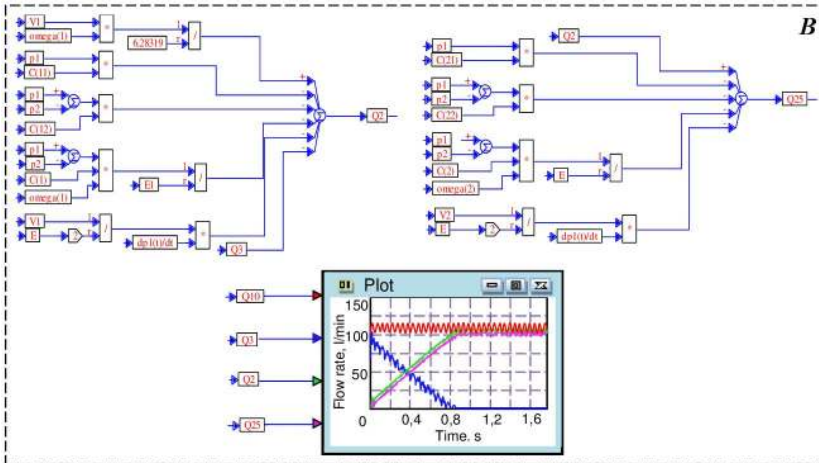 B
V1
omega(1)
*
l
r
/
6.28319
p1
C(11)
*
p1
p2
Σ
C(12)
*
p1
p2
Σ
C(1)
omega(1)
*
E1
l
r
/
V1
E
2
l
r
/
dp1(t)/dt
*
Q3
+
-
-
-
-
-
Σ
Q2
Q2
p1
C(21)
*
p1
p2
Σ
C(22)
*
p1
p2
Σ
C(2)
omega(2)
*
E
l
r
/
V2
E
2
l
r
/
dp1(t)/dt
*
+
-
-
-
-
Σ
Q25
Q10
Q3
Q2
Q25
Plot
Flow rate, l/min
150
100
50
0
0,4
0,8
1,2
1,6
Time. s